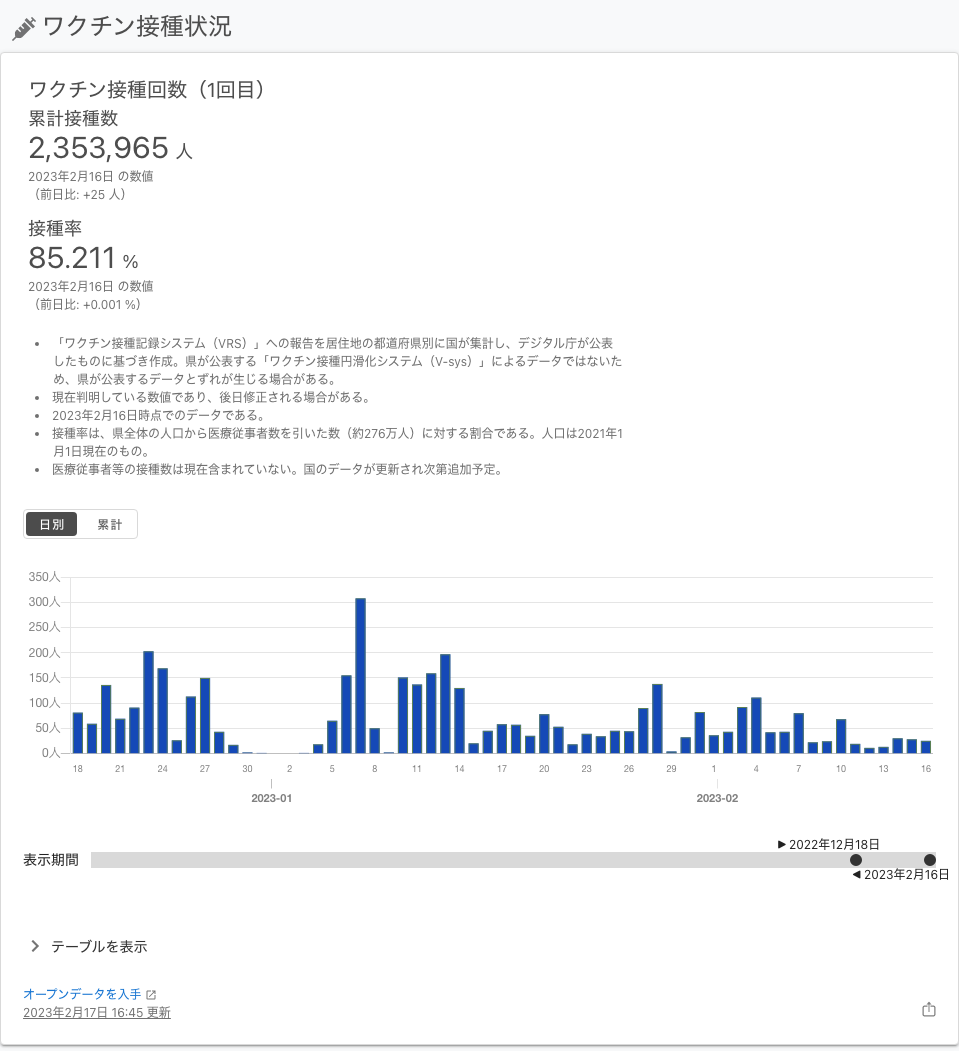 ワクチン接種状況
ワクチン接種回数（1回目）
累計接種数
2,353,965 人
2023年2月16日 の数値
（前日比: +25 人）
接種率
85.211 %
2023年2月16日 の数値
（前日比: +0.001 %）
• 「ワクチン接種記録システム（VRS）」への報告を居住地の都道府県別に国が集計し、デジタル庁が公表
したものに基づき作成。県が公表する「ワクチン接種円滑化システム（V-sys）」によるデータではないた
め、県が公表するデータとずれが生じる場合がある。
• 現在判明している数値であり、後日修正される場合がある。
• 2023年2月16日時点でのデータである。
• 接種率は、県全体の人口から医療従事者数を引いた数（約276万人）に対する割合である。人口は2021年1
月1日現在のもの。
• 医療従事者等の接種数は現在含まれていない。国のデータが更新され次第追加予定。
日別 累計
350人
300人
250人
200人
150人
100人
50人
0人
18 21 24 27 30 2 5 8 11 14 17 20 23 26 29 1 4 7 10 13 16
2023-01 2023-02
▶ 2022年12月18日
表示期間
◀ 2023年2月16日
テーブルを表示
オープンデータを入手
2023年2月17日 16:45 更新